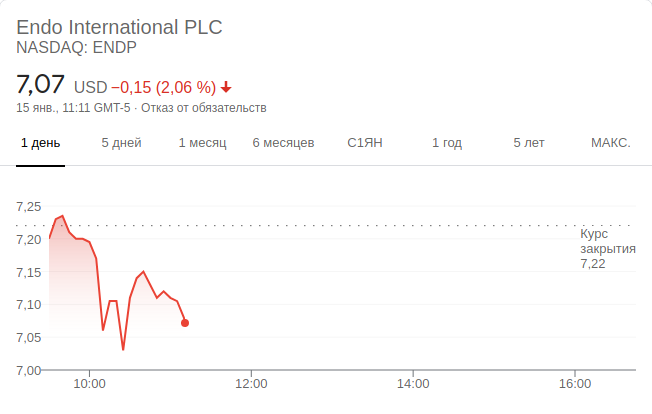 Endo International PLC
NASDAQ: ENDP
7,07 USD −0,15 (2,06 %)
15 янв., 11:11 GMT-5 · Отказ от обязательств
1 день 5 дней 1 месяц 6 месяцев С1ЯН 1 год 5 лет МАКС.
7,25
7,20
7,15
7,10
7,05
7,00
Курс
закрытия
7,22
10:00 12:00 14:00 16:00